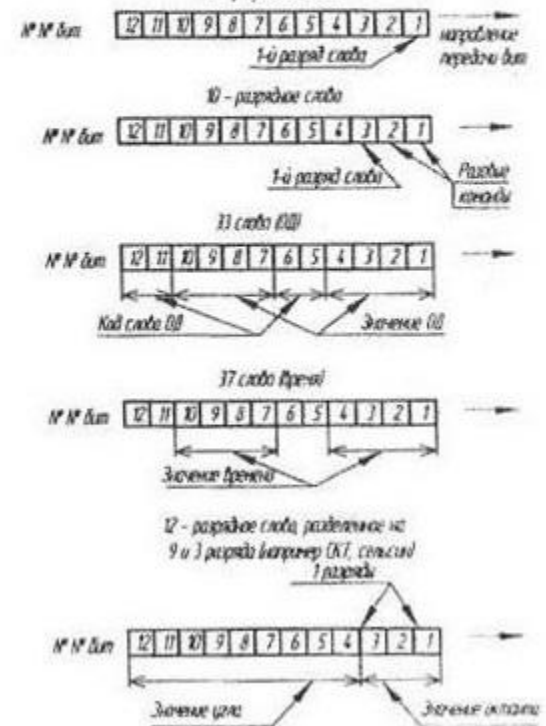 №№ бит 12 11 10 9 8 7 6 5 4 3 2 1 направление
1-й разряд слова передачи бит
10 - разрядное слово
№№ бит 12 11 10 9 8 7 6 5 4 3 2 1
1-й разряд слова Разовые
команды
33 слово (ОД)
№№ бит 12 11 10 9 8 7 6 5 4 3 2 1
Код слова ОД Значение ОД
37 слово (время)
№№ бит 12 11 10 9 8 7 6 5 4 3 2 1
Значение времени
12 - разрядное слово, разделённое на
9 и 3 разряда (например СКТ, сельсин)
1 разряды
№№ бит 12 11 10 9 8 7 6 5 4 3 2 1
Значение угла Значение октанта